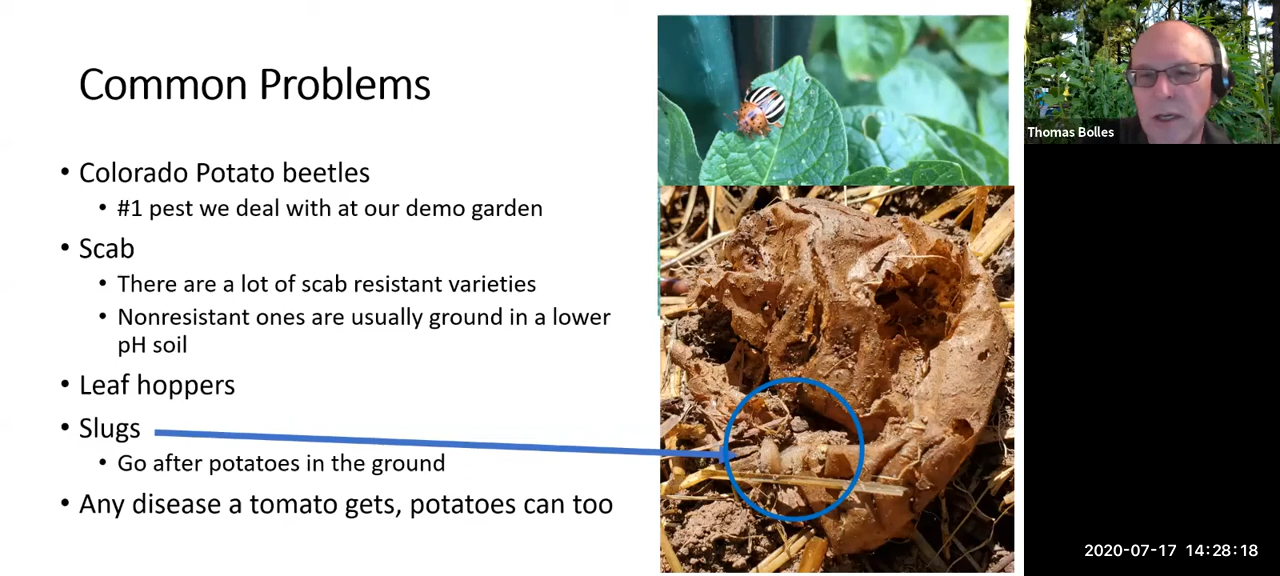 Common Problems
• Colorado Potato beetles
• #1 pest we deal with at our demo garden
• Scab
• There are a lot of scab resistant varieties
• Nonresistant ones are usually ground in a lower
pH soil
• Leaf hoppers
• Slugs
• Go after potatoes in the ground
• Any disease a tomato gets, potatoes can too
Thomas Bolles
2020-07-17 14:28:18